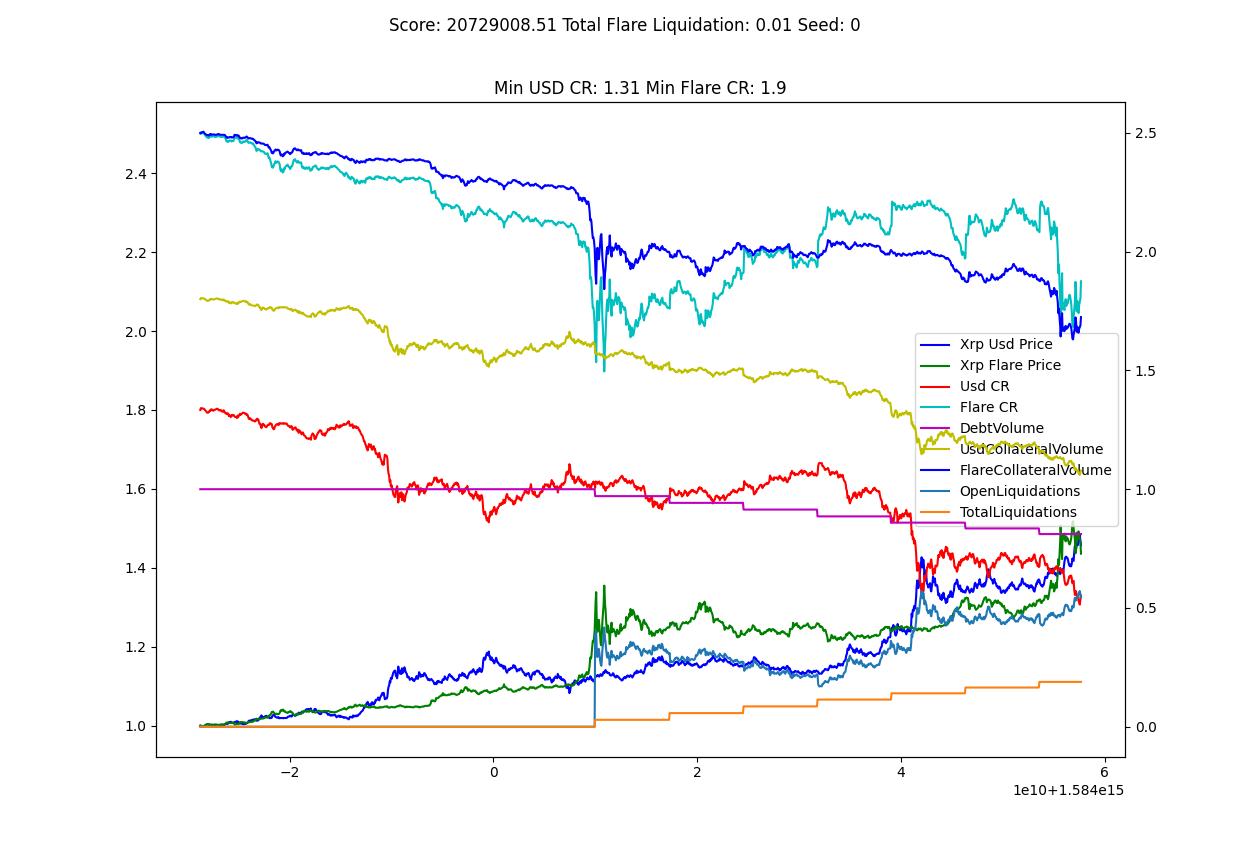 Score: 20729008.51 Total Flare Liquidation: 0.01 Seed: 0
Min USD CR: 1.31 Min Flare CR: 1.9
2.4
2.2
2.0
1.8
1.6
1.4
1.2
1.0
2.5
2.0
1.5
1.0
0.5
0.0
Xrp Usd Price
Xrp Flare Price
Usd CR
Flare CR
DebtVolume
UsdCollateralVolume
FlareCollateralVolume
OpenLiquidations
TotalLiquidations
−2
0
2
4
6
1e10+1.584e15